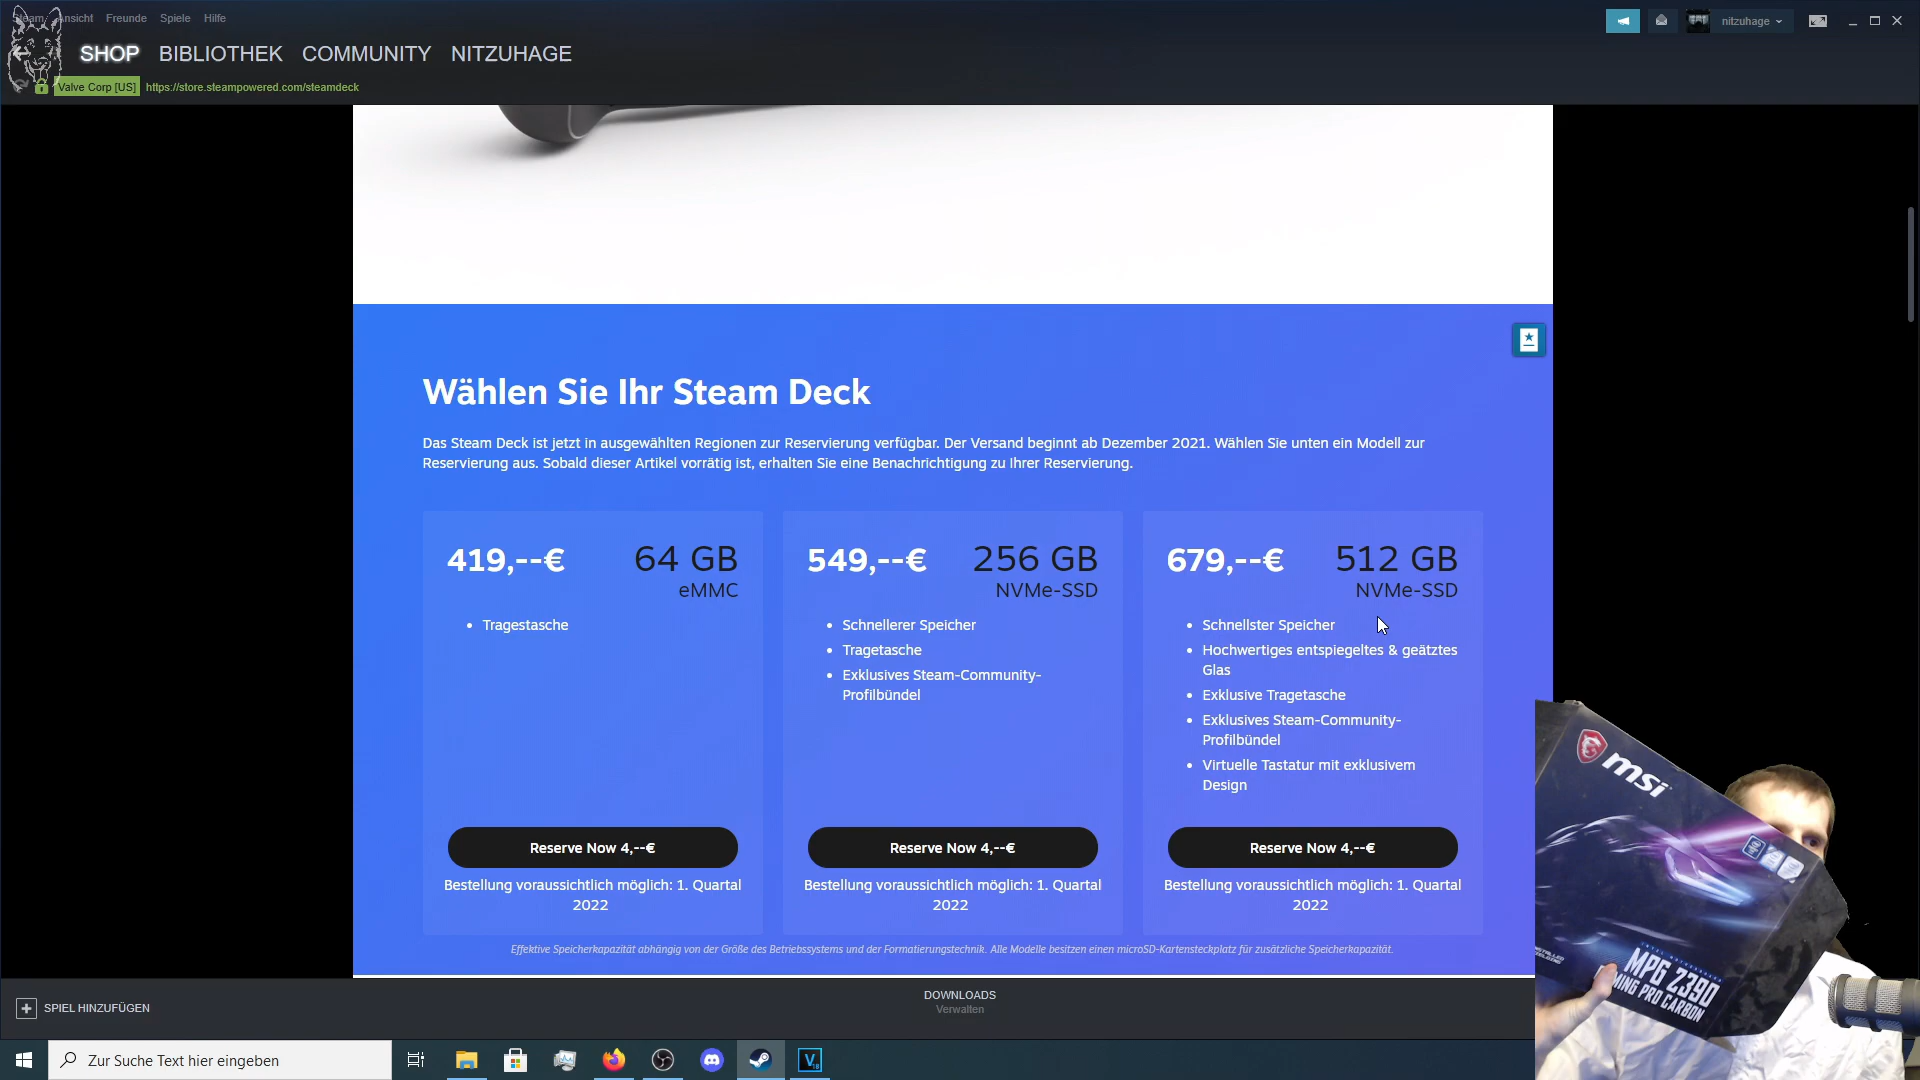 Steam Ansicht Freunde Spiele Hilfe
nitzuhage
SHOP BIBLIOTHEK COMMUNITY NITZUHAGE
Valve Corp [US] https://store.steampowered.com/steamdeck
Wählen Sie Ihr Steam Deck
Das Steam Deck ist jetzt in ausgewählten Regionen zur Reservierung verfügbar. Der Versand beginnt ab Dezember 2021. Wählen Sie unten ein Modell zur
Reservierung aus. Sobald dieser Artikel vorrätig ist, erhalten Sie eine Benachrichtigung zu Ihrer Reservierung.
419,--€ 64 GB
eMMC
Tragestasche
Reserve Now 4,--€
Bestellung voraussichtlich möglich: 1. Quartal
2022
549,--€ 256 GB
NVMe-SSD
Schnellerer Speicher
Tragetasche
Exklusives Steam-Community-
Profilbündel
Reserve Now 4,--€
Bestellung voraussichtlich möglich: 1. Quartal
2022
679,--€ 512 GB
NVMe-SSD
Schnellster Speicher
Hochwertiges entspiegeltes & geätztes
Glas
Exklusive Tragetasche
Exklusives Steam-Community-
Profilbündel
Virtuelle Tastatur mit exklusivem
Design
Reserve Now 4,--€
Bestellung voraussichtlich möglich: 1. Quartal
2022
Effektive Speicherkapazität abhängig von der Größe des Betriebssystems und der Formatierungstechnik. Alle Modelle besitzen einen microSD-Kartensteckplatz für zusätzliche Speicherkapazität.
msi
MPG Z390
PRO CARBON
SPIEL HINZUFÜGEN
DOWNLOADS
Verwalten
Zur Suche Text hier eingeben
V
18